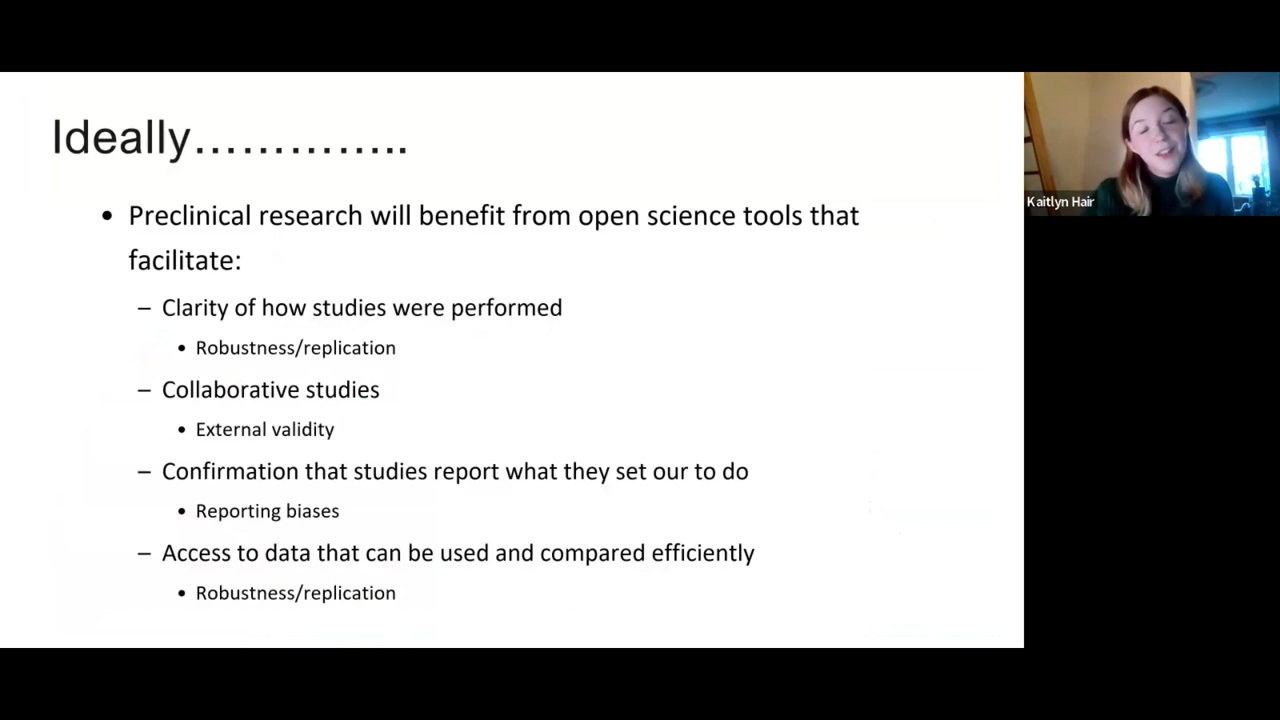 Ideally…………..
• Preclinical research will benefit from open science tools that
facilitate:
– Clarity of how studies were performed
• Robustness/replication
– Collaborative studies
• External validity
– Confirmation that studies report what they set our to do
• Reporting biases
– Access to data that can be used and compared efficiently
• Robustness/replication
Kaitlyn Hair